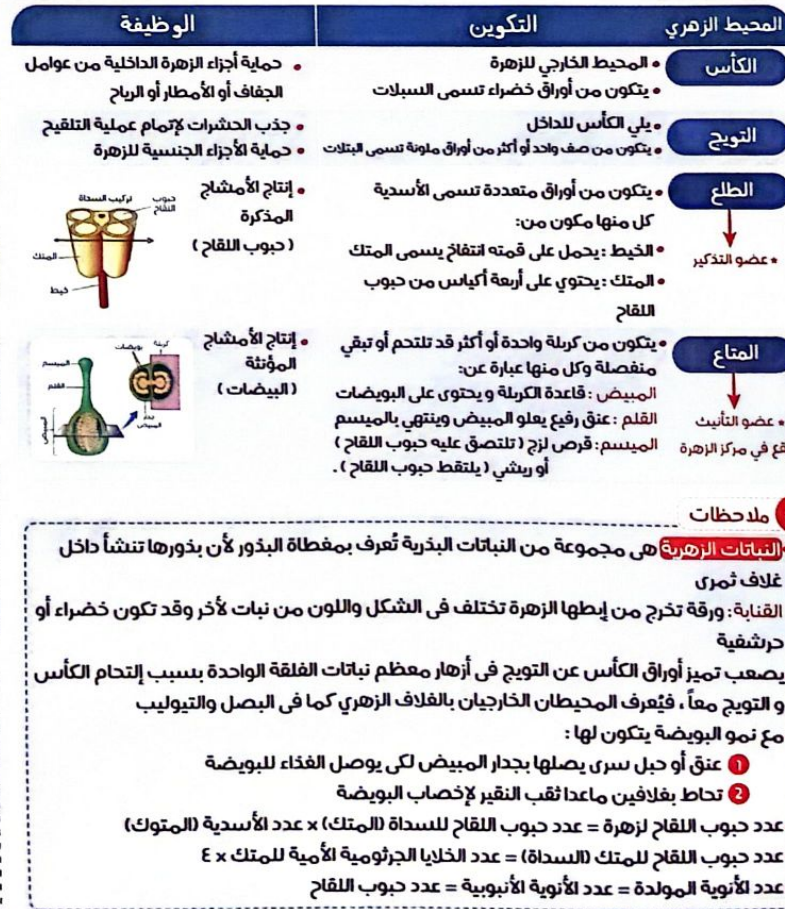 المحيط الزهري
التكوين
الوظيفة
الكأس
• المحيط الخارجي للزهرة
• يتكون من أوراق خضراء تسمى السبلات
• حماية أجزاء الزهرة الداخلية من عوامل
الجفاف أو الأمطار أو الرياح
التويج
• يلي الكأس للداخل
• يتكون من صف واحد أو أكثر من أوراق ملونة تسمى البتلات
• جذب الحشرات لإتمام عملية التلقيح
• حماية الأجزاء الجنسية للزهرة
الطلع
* عضو التذكير
• يتكون من أوراق متعددة تسمى الأسدية
كل منها مكون من:
• الخيط : يحمل على قمته انتفاخ يسمى المتك
• المتك : يحتوي على أربعة أكياس من حبوب
اللقاح
• إنتاج الأمشاج
المذكرة
( حبوب اللقاح )
تركيب السداة
حبوب
اللقاح
المتك
خيط
المتاع
* عضو التأنيث
قع في مركز الزهرة
• يتكون من كربلة واحدة أو أكثر قد تلتحم أو تبقي
منفصلة وكل منها عبارة عن:
المبيض : قاعدة الكربلة و يحتوى على البويضات
القلم : عنق رفيع يعلو المبيض وينتهي بالميسم
الميسم: قرص لزج ( تلتصق عليه حبوب اللقاح )
أو ريشي ( يلتقط حبوب اللقاح ) .
• إنتاج الأمشاج
المؤنثة
( البيضات )
كربلة
بويضات
الميسم
القلم
المبيض
جدار
المبيض
ملاحظات
النباتات الزهرية هى مجموعة من النباتات البذرية تُعرف بمغطاة البذور لأن بذورها تنشأ داخل
غلاف ثمرى
القنابة: ورقة تخرج من إبطها الزهرة تختلف فى الشكل واللون من نبات لأخر وقد تكون خضراء أو
حرشفية
يصعب تميز أوراق الكأس عن التويج فى أزهار معظم نباتات الفلقة الواحدة بسبب إلتحام الكأس
و التويج معاً ، فيُعرف المحيطان الخارجيان بالغلاف الزهري كما فى البصل والتيوليب
مع نمو البويضة يتكون لها :
1 عنق أو حبل سرى يصلها بجدار المبيض لكى يوصل الغذاء للبويضة
2 تحاط بغلافين ماعدا ثقب النقير لإخصاب البويضة
عدد حبوب اللقاح لزهرة = عدد حبوب اللقاح للسداة (المتك) × عدد الأسدية (المتوك)
عدد حبوب اللقاح للمتك (السداة) = عدد الخلايا الجرثومية الأمية للمتك × ٤
عدد الأنوية المولدة = عدد الأنوية الأنبوبية = عدد حبوب اللقاح